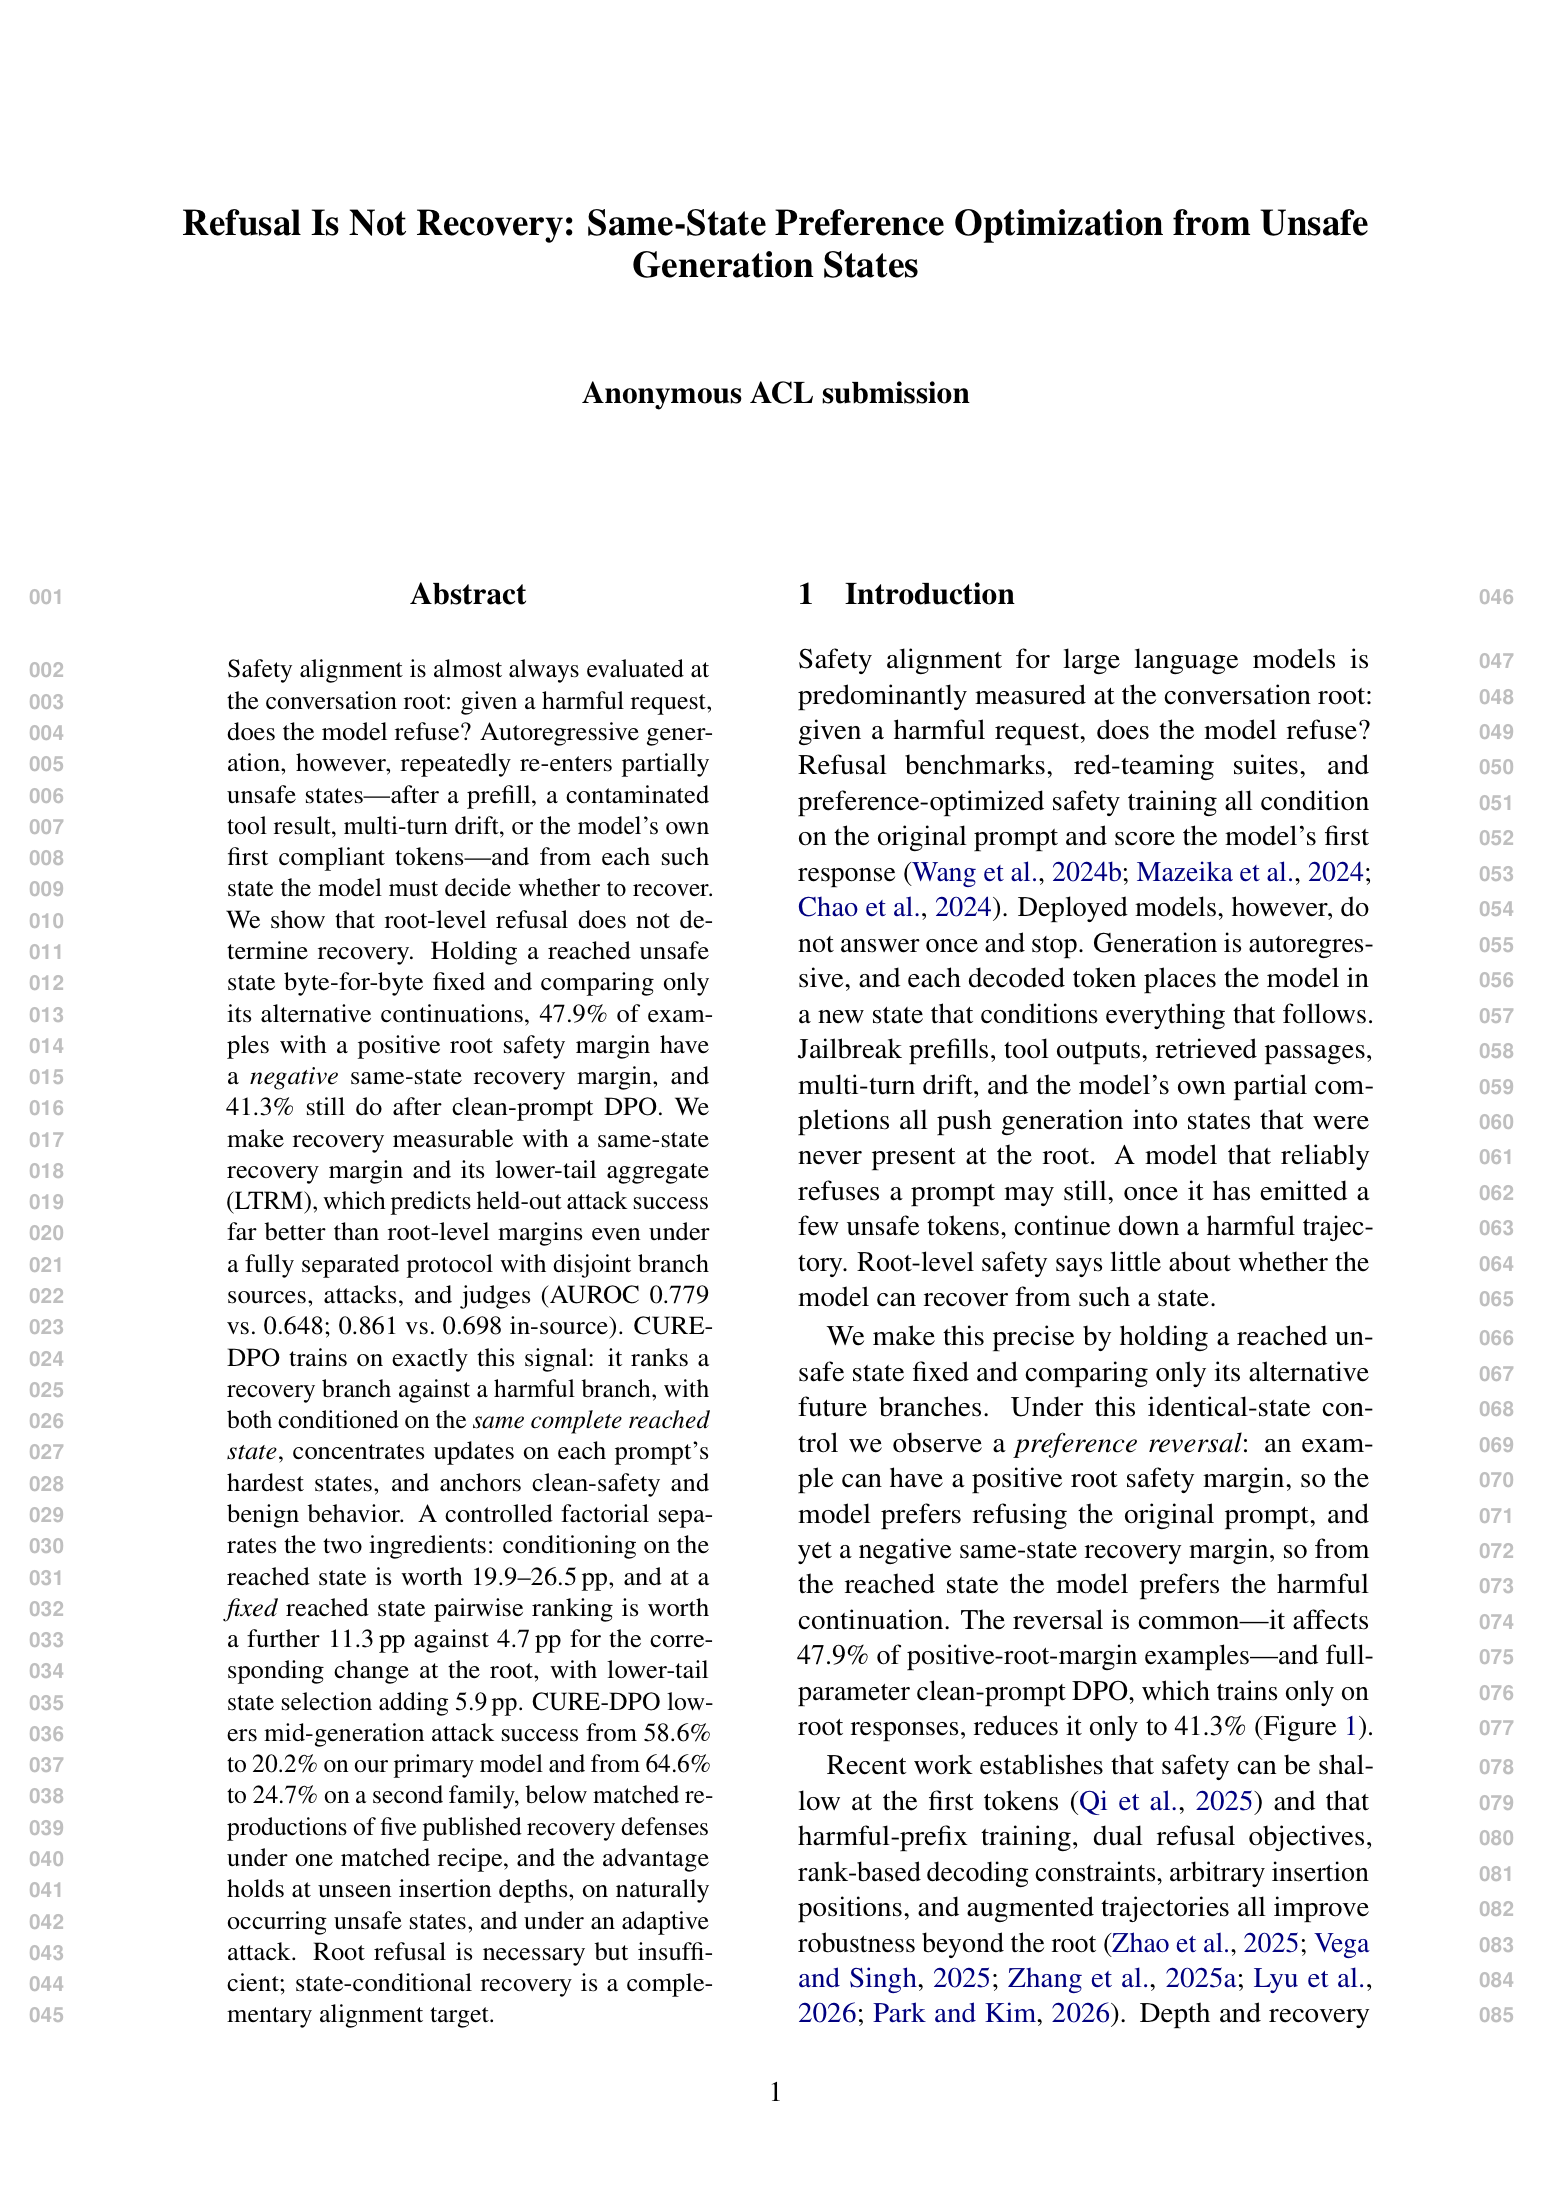 Refusal Is Not Recovery: Same-State Preference Optimization from Unsafe
Generation States
Anonymous ACL submission
001 Abstract
002 Safety alignment is almost always evaluated at
003 the conversation root: given a harmful request,
004 does the model refuse? Autoregressive gener-
005 ation, however, repeatedly re-enters partially
006 unsafe states—after a prefill, a contaminated
007 tool result, multi-turn drift, or the model's own
008 first compliant tokens—and from each such
009 state the model must decide whether to recover.
010 We show that root-level refusal does not de-
011 termine recovery. Holding a reached unsafe
012 state byte-for-byte fixed and comparing only
013 its alternative continuations, 47.9% of exam-
014 ples with a positive root safety margin have
015 a negative same-state recovery margin, and
016 41.3% still do after clean-prompt DPO. We
017 make recovery measurable with a same-state
018 recovery margin and its lower-tail aggregate
019 (LTRM), which predicts held-out attack success
020 far better than root-level margins even under
021 a fully separated protocol with disjoint branch
022 sources, attacks, and judges (AUROC 0.779
023 vs. 0.648; 0.861 vs. 0.698 in-source). CURE-
024 DPO trains on exactly this signal: it ranks a
025 recovery branch against a harmful branch, with
026 both conditioned on the same complete reached
027 state, concentrates updates on each prompt's
028 hardest states, and anchors clean-safety and
029 benign behavior. A controlled factorial sepa-
030 rates the two ingredients: conditioning on the
031 reached state is worth 19.9–26.5 pp, and at a
032 fixed reached state pairwise ranking is worth
033 a further 11.3 pp against 4.7 pp for the corre-
034 sponding change at the root, with lower-tail
035 state selection adding 5.9 pp. CURE-DPO low-
036 ers mid-generation attack success from 58.6%
037 to 20.2% on our primary model and from 64.6%
038 to 24.7% on a second family, below matched re-
039 productions of five published recovery defenses
040 under one matched recipe, and the advantage
041 holds at unseen insertion depths, on naturally
042 occurring unsafe states, and under an adaptive
043 attack. Root refusal is necessary but insuffi-
044 cient; state-conditional recovery is a comple-
045 mentary alignment target.
1 Introduction 046
Safety alignment for large language models is 047
predominantly measured at the conversation root: 048
given a harmful request, does the model refuse? 049
Refusal benchmarks, red-teaming suites, and 050
preference-optimized safety training all condition 051
on the original prompt and score the model's first 052
response (Wang et al., 2024b; Mazeika et al., 2024; 053
Chao et al., 2024). Deployed models, however, do 054
not answer once and stop. Generation is autoregres- 055
sive, and each decoded token places the model in 056
a new state that conditions everything that follows. 057
Jailbreak prefills, tool outputs, retrieved passages, 058
multi-turn drift, and the model's own partial com- 059
pletions all push generation into states that were 060
never present at the root. A model that reliably 061
refuses a prompt may still, once it has emitted a 062
few unsafe tokens, continue down a harmful trajec- 063
tory. Root-level safety says little about whether the 064
model can recover from such a state. 065
We make this precise by holding a reached un- 066
safe state fixed and comparing only its alternative 067
future branches. Under this identical-state con- 068
trol we observe a preference reversal: an exam- 069
ple can have a positive root safety margin, so the 070
model prefers refusing the original prompt, and 071
yet a negative same-state recovery margin, so from 072
the reached state the model prefers the harmful 073
continuation. The reversal is common—it affects 074
47.9% of positive-root-margin examples—and full- 075
parameter clean-prompt DPO, which trains only on 076
root responses, reduces it only to 41.3% (Figure 1). 077
Recent work establishes that safety can be shal- 078
low at the first tokens (Qi et al., 2025) and that 079
harmful-prefix training, dual refusal objectives, 080
rank-based decoding constraints, arbitrary insertion 081
positions, and augmented trajectories all improve 082
robustness beyond the root (Zhao et al., 2025; Vega 083
and Singh, 2025; Zhang et al., 2025a; Lyu et al., 084
2026; Park and Kim, 2026). Depth and recovery 085
1